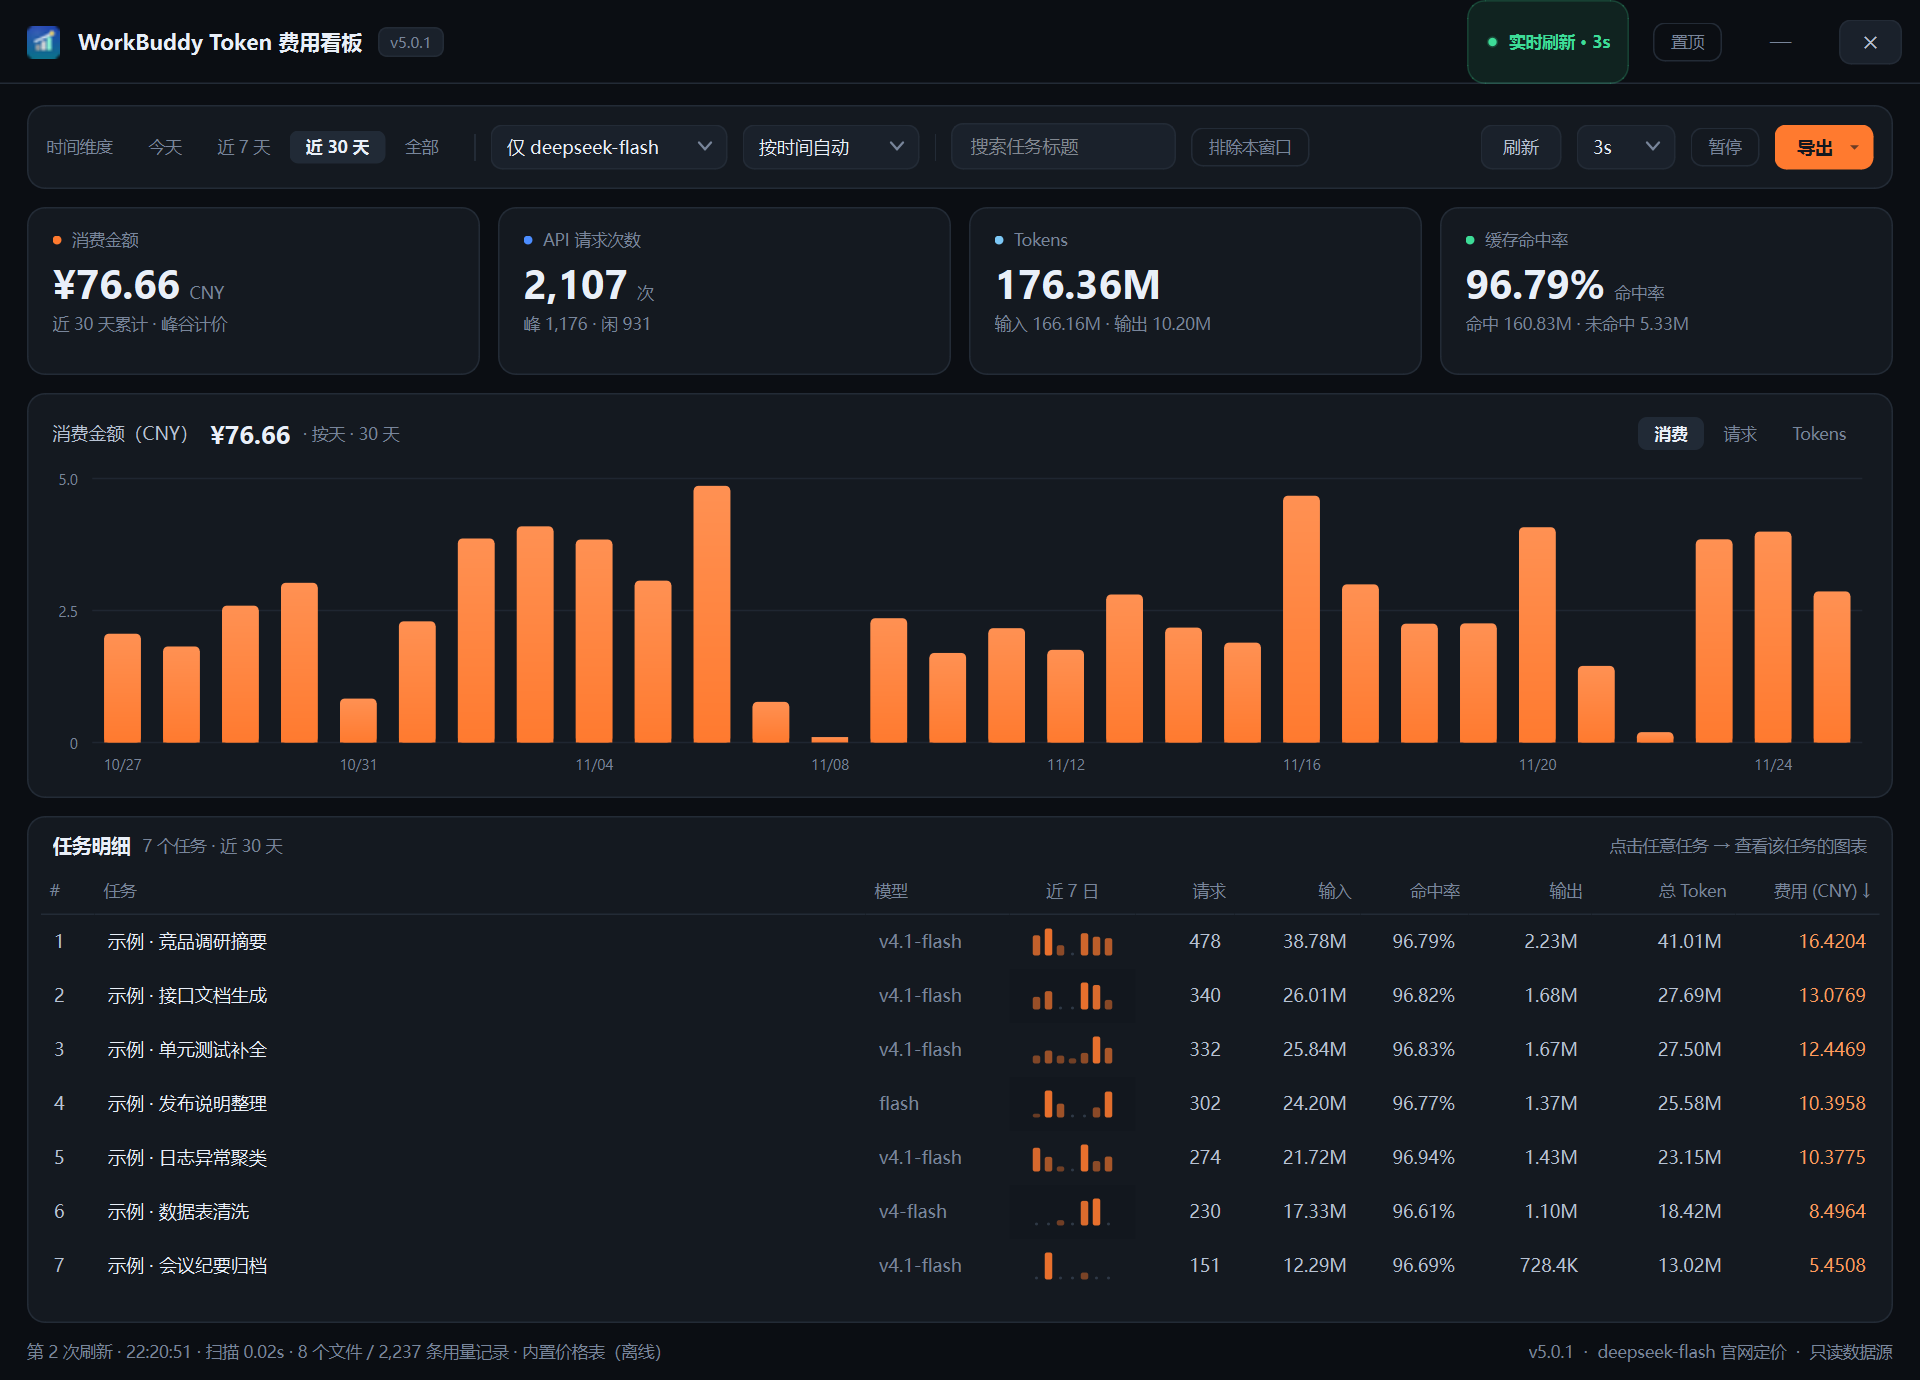 WorkBuddy Token 费用看板 v5.0.1 实时刷新 • 3s 置顶 — ×
时间维度 今天 近 7 天 近 30 天 全部 仅 deepseek-flash 按时间自动 搜索任务标题 排除本窗口 刷新 3s 暂停 导出
消费金额
¥76.66 CNY
近 30 天累计 · 峰谷计价
API 请求次数
2,107 次
峰 1,176 · 闲 931
Tokens
176.36M
输入 166.16M · 输出 10.20M
缓存命中率
96.79% 命中率
命中 160.83M · 未命中 5.33M
消费金额（CNY） ¥76.66 · 按天 · 30 天 消费 请求 Tokens
5.0
2.5
0
10/27 10/31 11/04 11/08 11/12 11/16 11/20 11/24
任务明细 7 个任务 · 近 30 天 点击任意任务 → 查看该任务的图表
# 任务 模型 近 7 日 请求 输入 命中率 输出 总 Token 费用 (CNY) ↓
1 示例 · 竞品调研摘要 v4.1-flash 478 38.78M 96.79% 2.23M 41.01M 16.4204
2 示例 · 接口文档生成 v4.1-flash 340 26.01M 96.82% 1.68M 27.69M 13.0769
3 示例 · 单元测试补全 v4.1-flash 332 25.84M 96.83% 1.67M 27.50M 12.4469
4 示例 · 发布说明整理 flash 302 24.20M 96.77% 1.37M 25.58M 10.3958
5 示例 · 日志异常聚类 v4.1-flash 274 21.72M 96.94% 1.43M 23.15M 10.3775
6 示例 · 数据表清洗 v4-flash 230 17.33M 96.61% 1.10M 18.42M 8.4964
7 示例 · 会议纪要归档 v4.1-flash 151 12.29M 96.69% 728.4K 13.02M 5.4508
第 2 次刷新 · 22:20:51 · 扫描 0.02s · 8 个文件 / 2,237 条用量记录 · 内置价格表（离线） v5.0.1 · deepseek-flash 官网定价 · 只读数据源